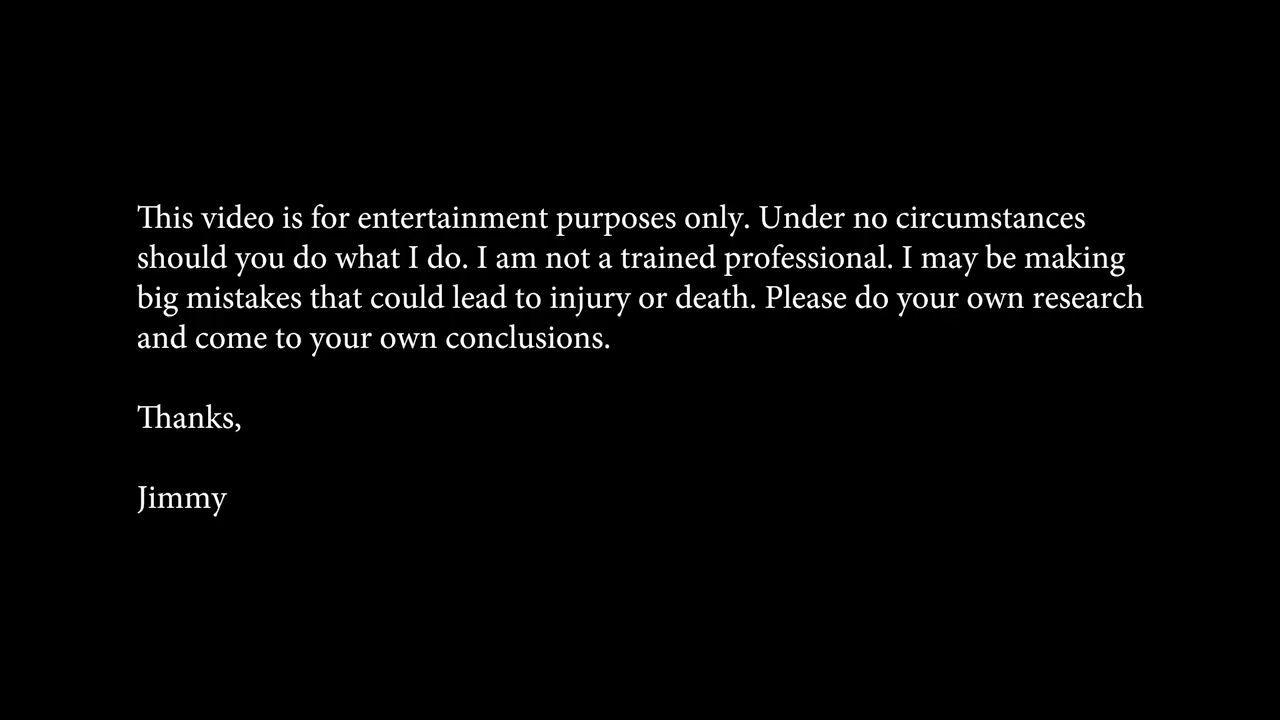 This video is for entertainment purposes only. Under no circumstances
should you do what I do. I am not a trained professional. I may be making
big mistakes that could lead to injury or death. Please do your own research
and come to your own conclusions.
Thanks,
Jimmy